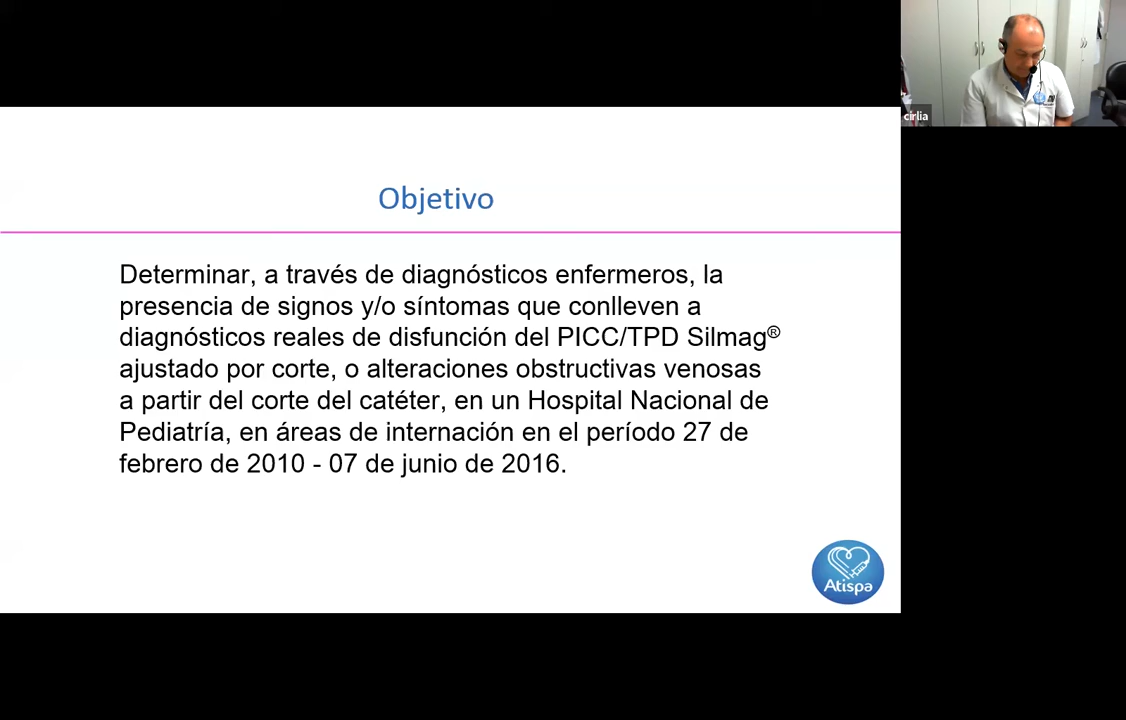 círlia
Objetivo
Determinar, a través de diagnósticos enfermeros, la
presencia de signos y/o síntomas que conlleven a
diagnósticos reales de disfunción del PICC/TPD Silmag®
ajustado por corte, o alteraciones obstructivas venosas
a partir del corte del catéter, en un Hospital Nacional de
Pediatría, en áreas de internación en el período 27 de
febrero de 2010 - 07 de junio de 2016.
Atispa